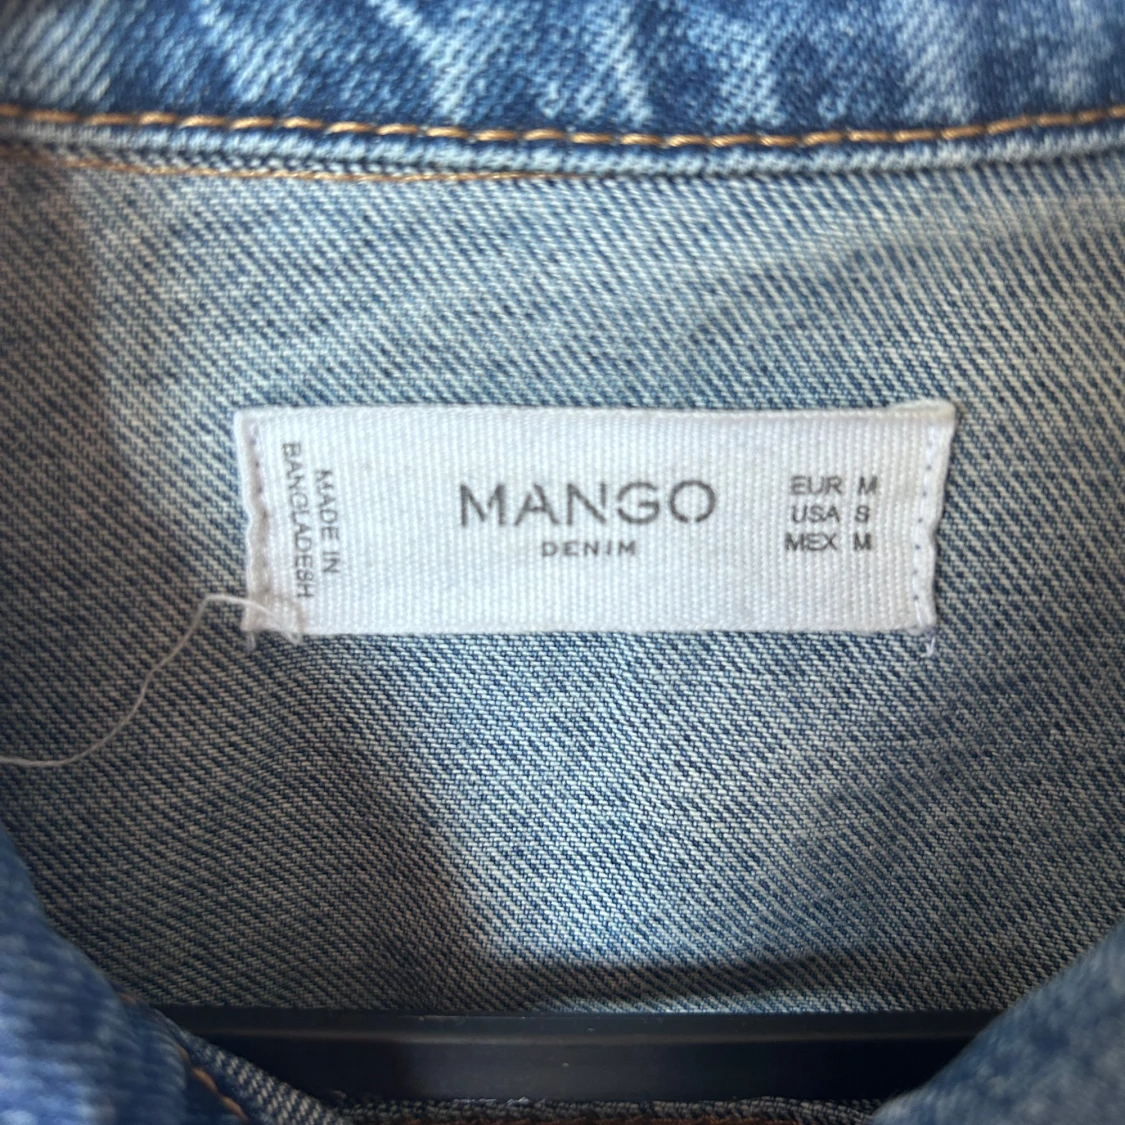 MADE IN
BANGLADESH
MANGO
DENIM
EUR M
USA S
MEX M